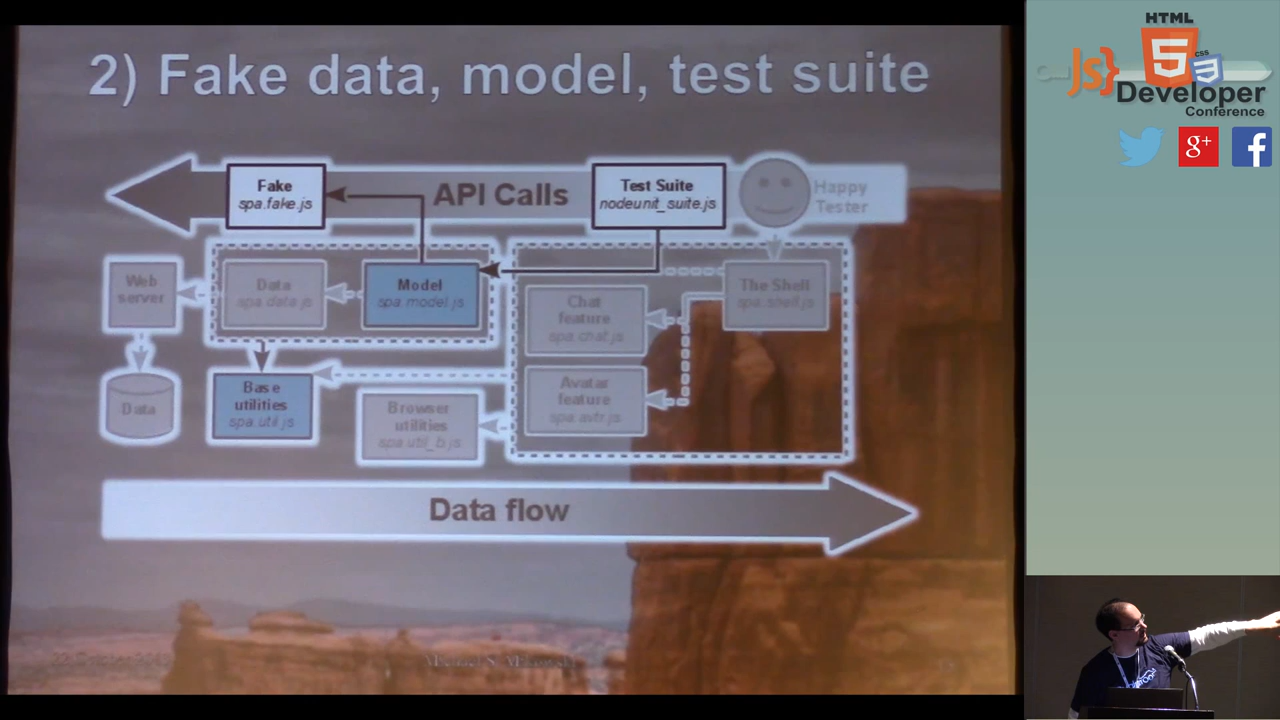 2) Fake data, model, test suite
Fake
spa.fake.js
API Calls
Test Suite
nodeunit_suite.js
Happy
Tester
Web
server
Data
spa.data.js
Model
spa.model.js
Chat
feature
spa.chat.js
The Shell
spa.shell.js
Data
Base
utilities
spa.util.js
Browser
utilities
spa.util_b.js
Avatar
feature
spa.avtr.js
Data flow
Michael S. Mikowski
HTML
JS}
5
css
3
Developer
Conference
g+
f